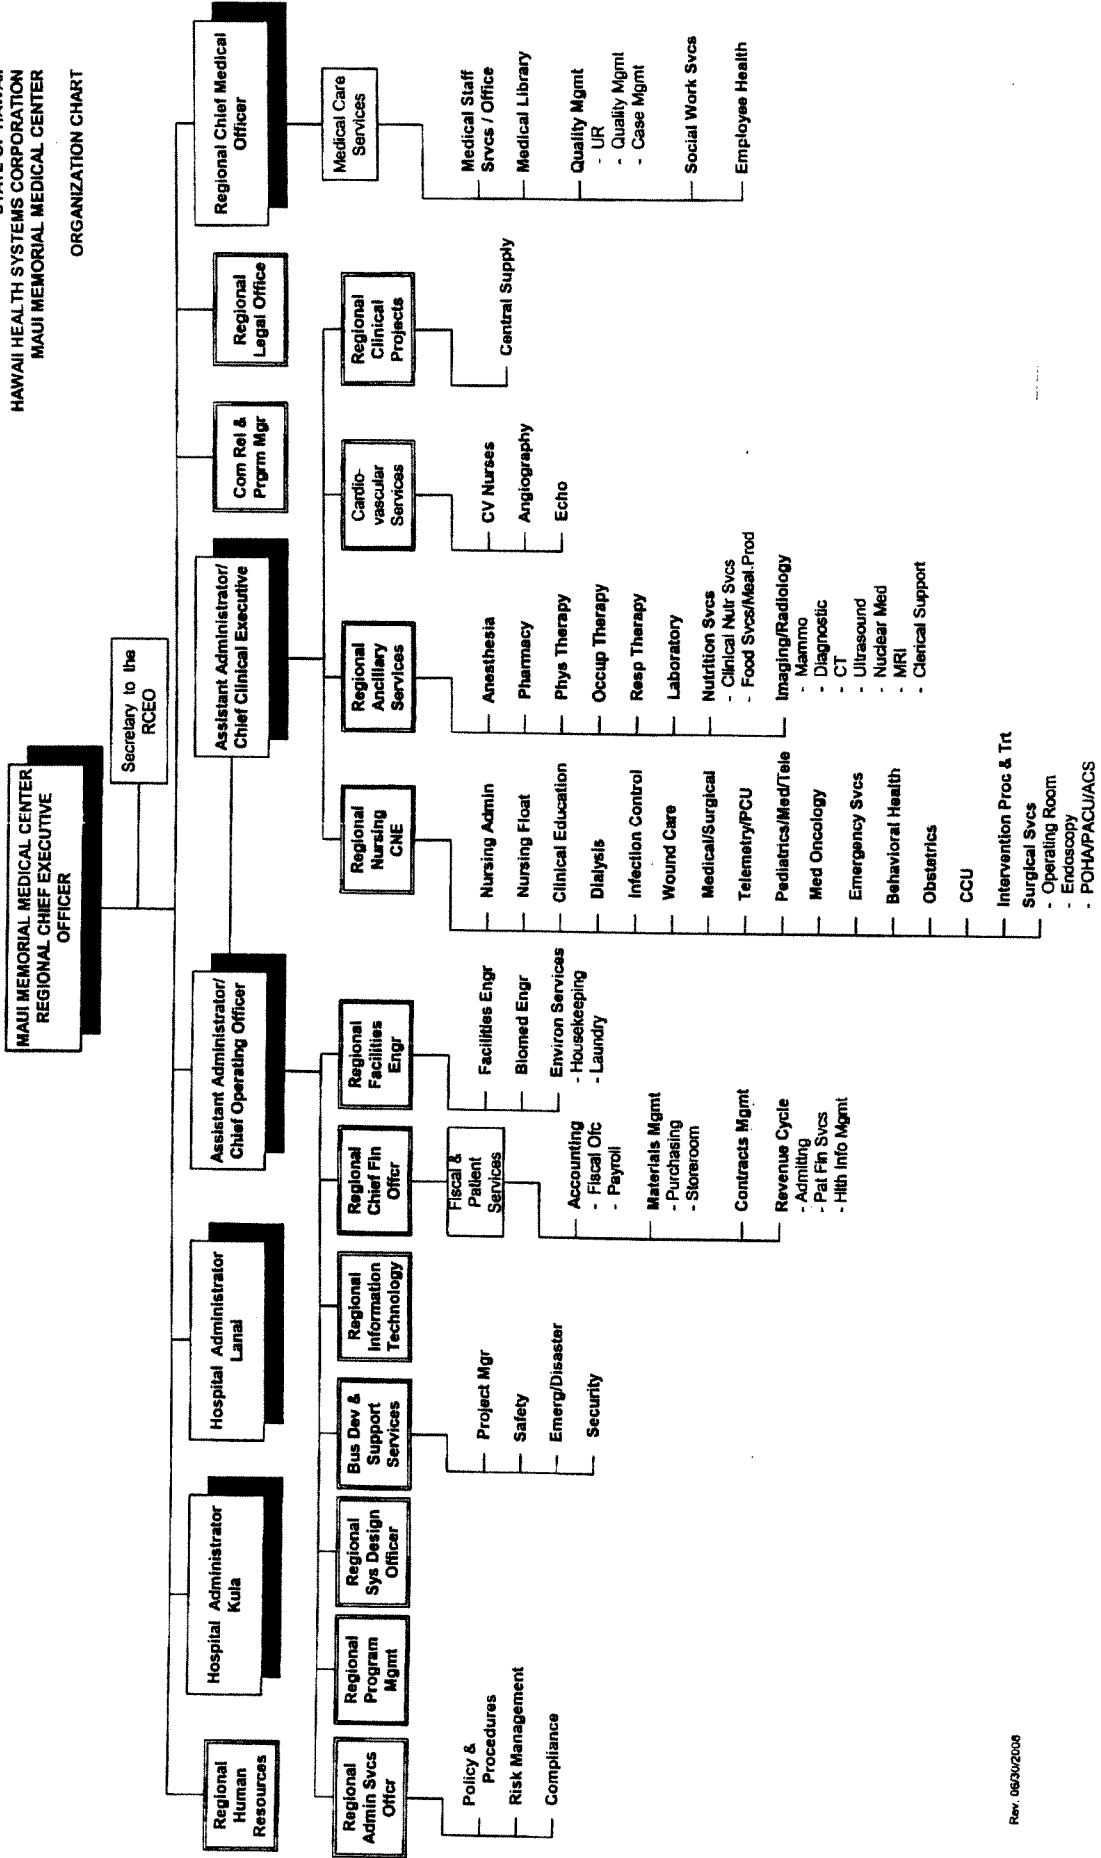 STATE OF HAWAII
HAWAII HEALTH SYSTEMS CORPORATION
MAUI MEMORIAL MEDICAL CENTER
ORGANIZATION CHART
MAUI MEMORIAL MEDICAL CENTER
REGIONAL CHIEF EXECUTIVE
OFFICER
Secretary to the
RCEO
Regional
Human
Resources
Hospital Administrator
Kula
Hospital Administrator
Lanai
Assistant Administrator/
Chief Operating Officer
Assistant Administrator/
Chief Clinical Executive
Com Rel &
Prgrm Mgr
Regional
Legal Office
Regional Chief Medical
Officer
Regional
Admin Svcs
Offcr
Policy &
Procedures
Risk Management
Compliance
Regional
Program
Mgmt
Regional
Sys Design
Officer
Bus Dev &
Support
Services
Project Mgr
Safety
Emerg/Disaster
Security
Regional
Information
Technology
Regional
Chief Fin
Offcr
Fiscal &
Patient
Services
Accounting
- Fiscal Ofc
- Payroll
Materials Mgmt
- Purchasing
- Storeroom
Contracts Mgmt
Revenue Cycle
- Admitng
- Pat Fin Svcs
- Hlth Info Mgmt
Regional
Facilities
Engr
Facilities Engr
Biomed Engr
Environ Services
- Housekeeping
- Laundry
Regional
Nursing
CNE
Nursing Admin
Nursing Float
Clinical Education
Dialysis
Infection Control
Wound Care
Medical/Surgical
Telemetry/PCU
Pediatrics/Med/Tele
Med Oncology
Emergency Svcs
Behavioral Health
Obstetrics
CCU
Intervention Proc & Trt
Surgical Svcs
- Operating Room
- Endoscopy
- POHA/PACU/ACS
Regional
Ancillary
Services
Anesthesia
Pharmacy
Phys Therapy
Occup Therapy
Resp Therapy
Laboratory
Nutrition Svcs
- Clinical Nutr Svcs
- Food Svcs/Meal.Prod
Imaging/Radiology
- Mammo
- Diagnostic
- CT
- Ultrasound
- Nuclear Med
- MRI
- Clerical Support
Cardio-
vascular
Services
CV Nurses
Angiography
Echo
Regional
Clinical
Projects
Central Supply
Medical Care
Services
Medical Staff
Srvcs / Office
Medical Library
Quality Mgmt
- UR
- Quality Mgmt
- Case Mgmt
Social Work Svcs
Employee Health
Rev. 06/30/2008